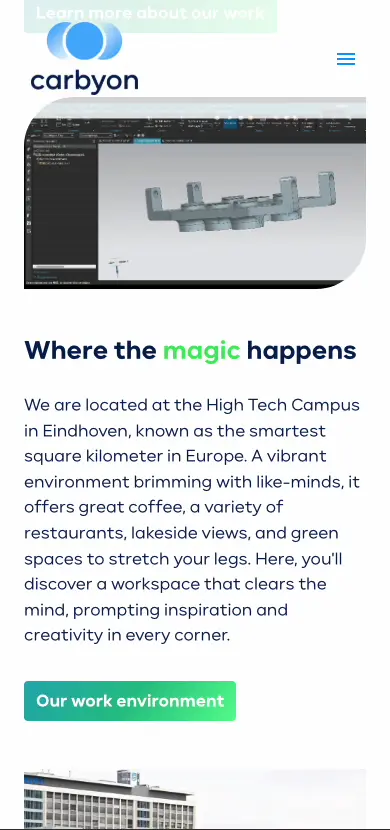 Learn more about our work
carbyon
Where the magic happens
We are located at the High Tech Campus
in Eindhoven, known as the smartest
square kilometer in Europe. A vibrant
environment brimming with like-minds, it
offers great coffee, a variety of
restaurants, lakeside views, and green
spaces to stretch your legs. Here, you'll
discover a workspace that clears the
mind, prompting inspiration and
creativity in every corner.
Our work environment